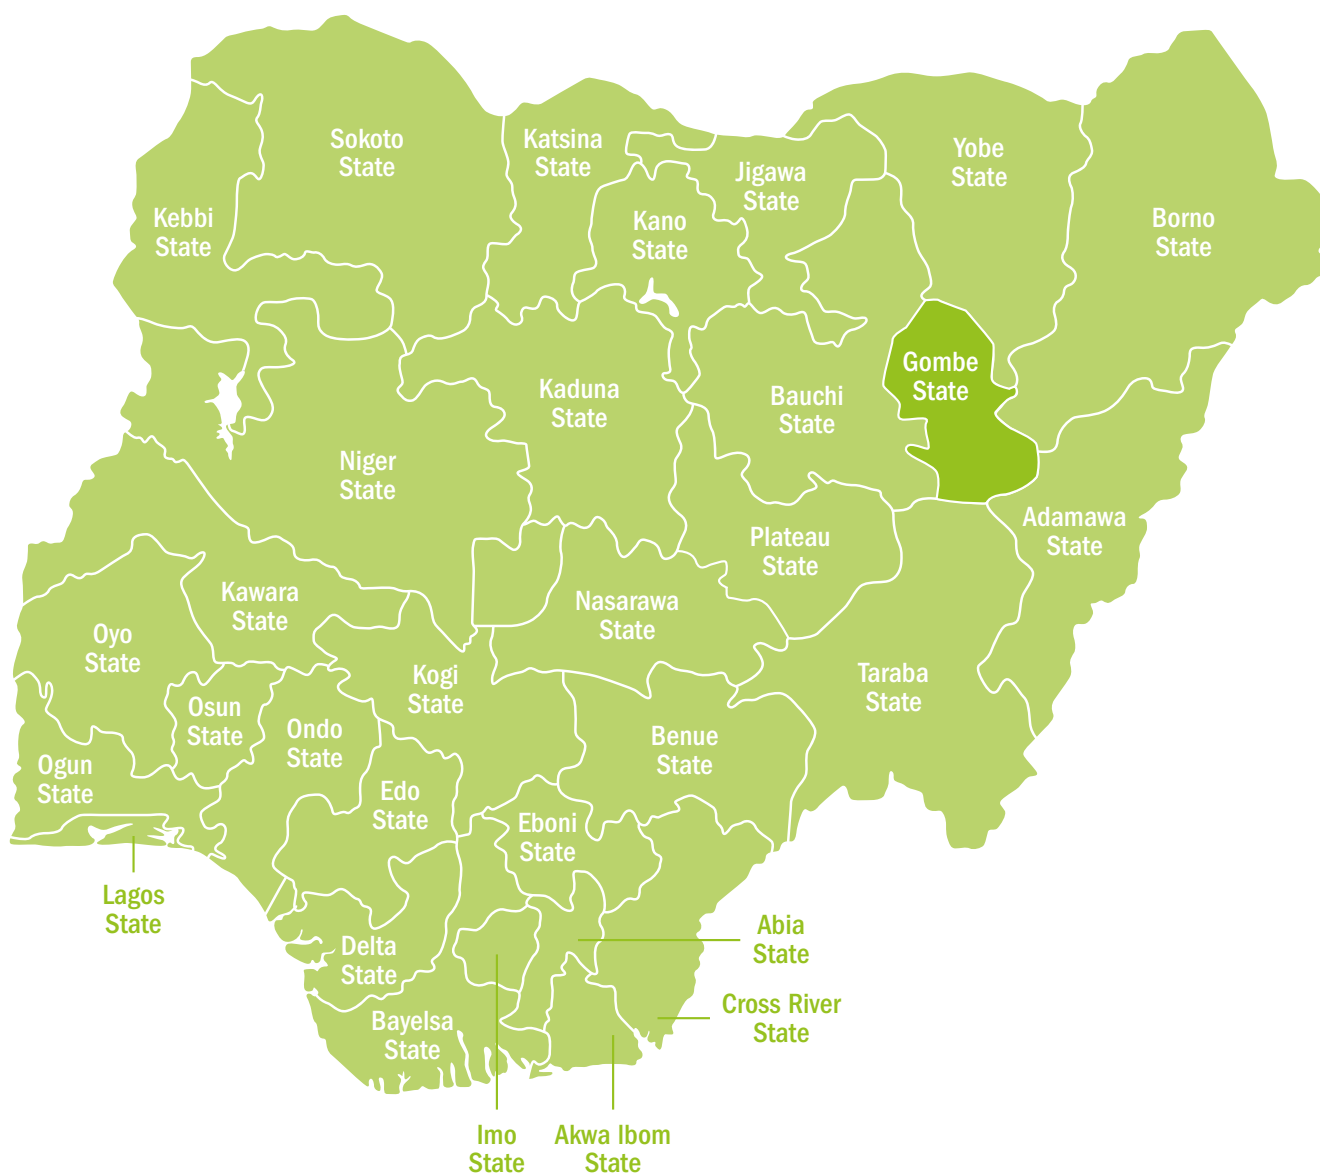 Sokoto
State
Katsina
State
Yobe
State
Jigawa
State
Kebbi
State
Kano
State
Borno
State
Gombe
State
Kaduna
State
Bauchi
State
Niger
State
Adamawa
State
Plateau
State
Kawara
State
Nasarawa
State
Oyo
State
Kogi
State
Taraba
State
Osun
State
Ondo
State
Benue
State
Ogun
State
Edo
State
Eboni
State
Lagos
State
Abia
State
Delta
State
Cross River
State
Bayelsa
State
Imo
State
Akwa Ibom
State